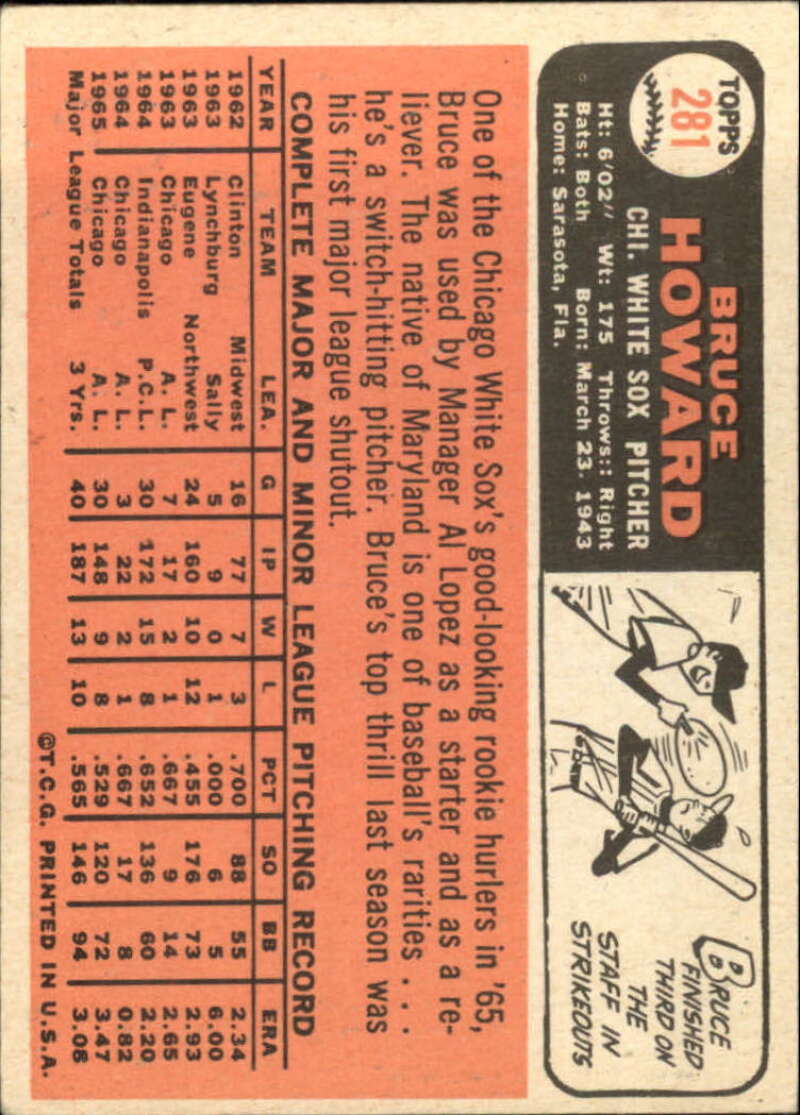 TOPPS
281
BRUCE
HOWARD
CHI. WHITE SOX PITCHER
Ht: 6'02" Wt: 175 Throws: Right
Bats: Both Born: March 23, 1943
Home: Sarasota, Fla.
BRUCE
FINISHED
THIRD ON
THE
STAFF IN
STRIKEOUTS
One of the Chicago White Sox's good-looking rookie hurlers in '65,
Bruce was used by Manager Al Lopez as a starter and as a re-
liever. The native of Maryland is one of baseball's rarities . . .
he's a switch-hitting pitcher. Bruce's top thrill last season was
his first major league shutout.
COMPLETE MAJOR AND MINOR LEAGUE PITCHING RECORD
YEAR TEAM LEA. G IP W L PCT SO BB ERA
1962 Clinton Midwest 16 77 7 3 .700 88 55 2.34
1963 Lynchburg Sally 5 9 0 1 .000 6 5 6.00
1963 Eugene Northwest 24 160 10 12 .455 176 73 2.93
1963 Chicago A. L. 7 17 2 1 .667 9 14 2.65
1964 Indianapolis P.C.L. 30 172 15 8 .652 136 60 2.20
1964 Chicago A. L. 3 22 2 1 .667 17 8 0.82
1965 Chicago A. L. 30 148 9 8 .529 120 72 3.47
Major League Totals 3 Yrs. 40 187 13 10 .565 146 94 3.08
©T.C.G. PRINTED IN U.S.A.